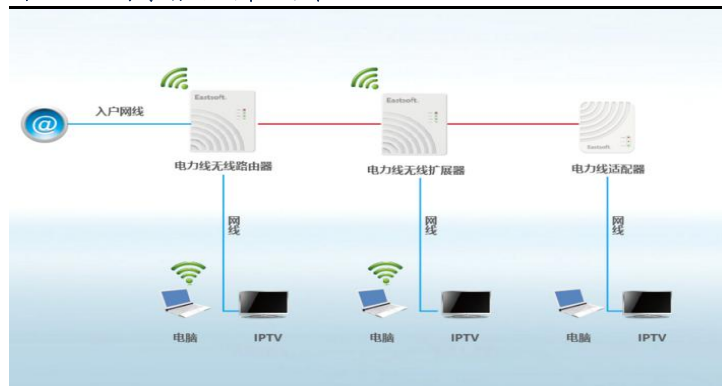 入户网线
Eastsoft.
Eastsoft.
Eastsoft.
电力线无线路由器
电力线无线扩展器
电力线适配器
网线
网线
网线
电脑
IPTV
电脑
IPTV
电脑
IPTV